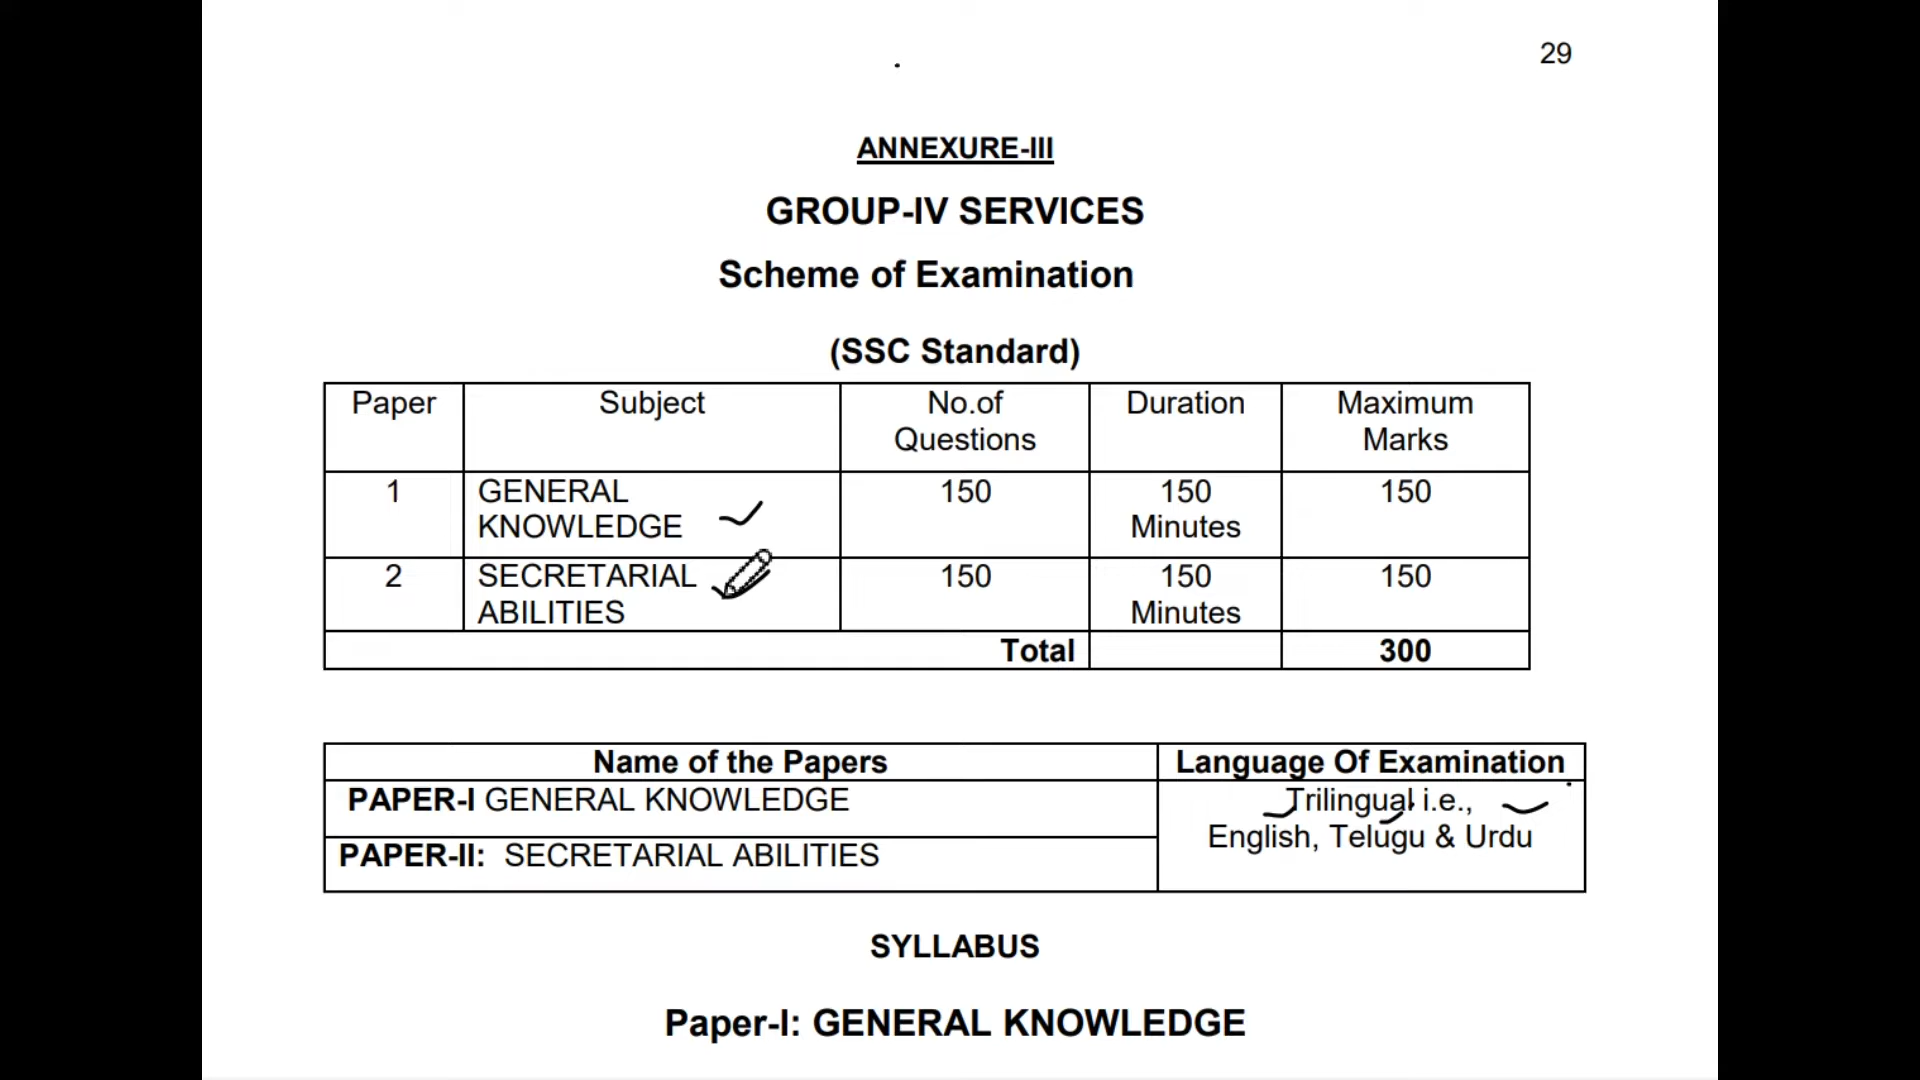 29
ANNEXURE-III
GROUP-IV SERVICES
Scheme of Examination
(SSC Standard)
Paper Subject No.of Questions Duration Maximum Marks
1 GENERAL KNOWLEDGE 150 150 Minutes 150
2 SECRETARIAL ABILITIES 150 150 Minutes 150
Total 300
Name of the Papers Language Of Examination
PAPER-I GENERAL KNOWLEDGE Trilingual i.e.,
English, Telugu & Urdu
PAPER-II: SECRETARIAL ABILITIES
SYLLABUS
Paper-I: GENERAL KNOWLEDGE